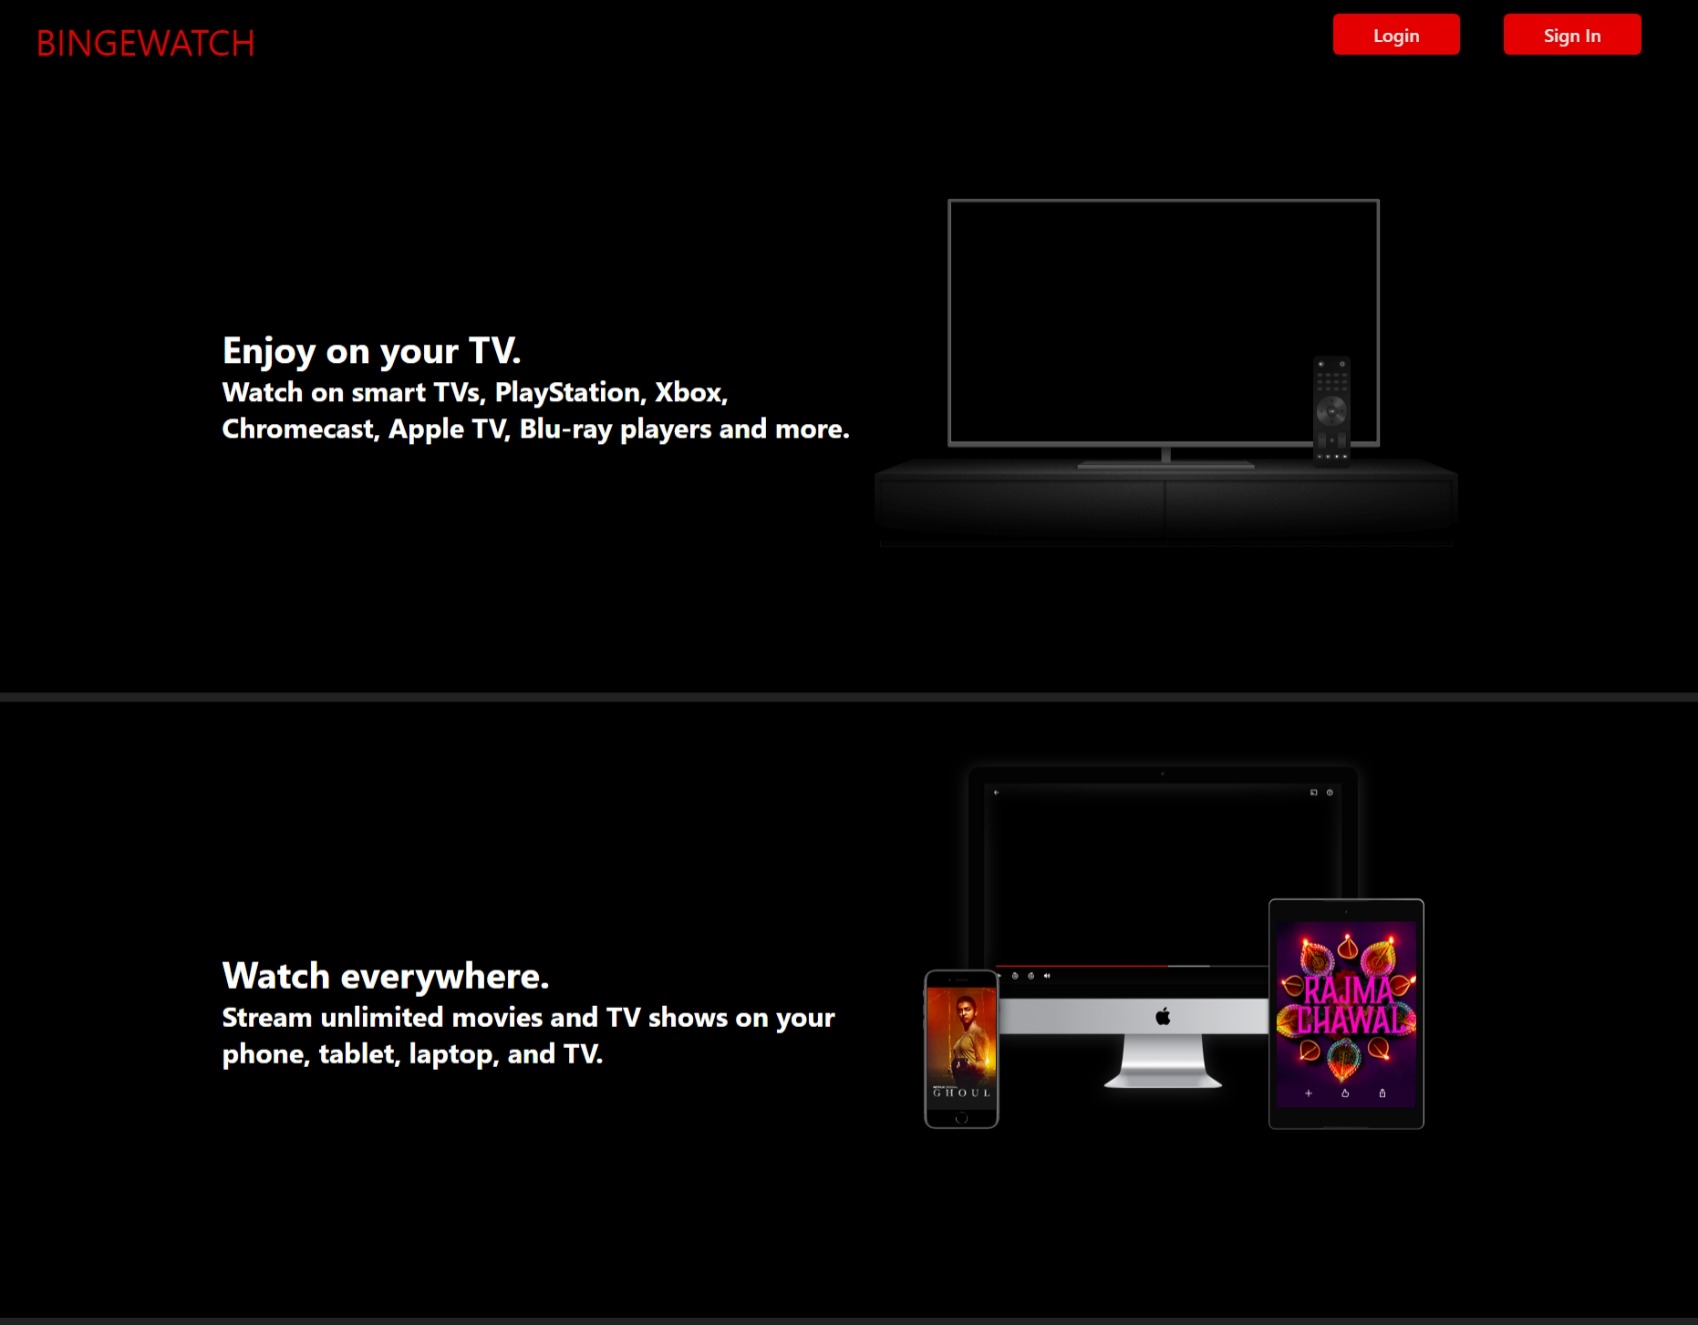 BINGEWATCH
Login
Sign In
Enjoy on your TV.
Watch on smart TVs, PlayStation, Xbox,
Chromecast, Apple TV, Blu-ray players and more.
Watch everywhere.
Stream unlimited movies and TV shows on your
phone, tablet, laptop, and TV.
GHOUL
RAJMA
CHAWAL